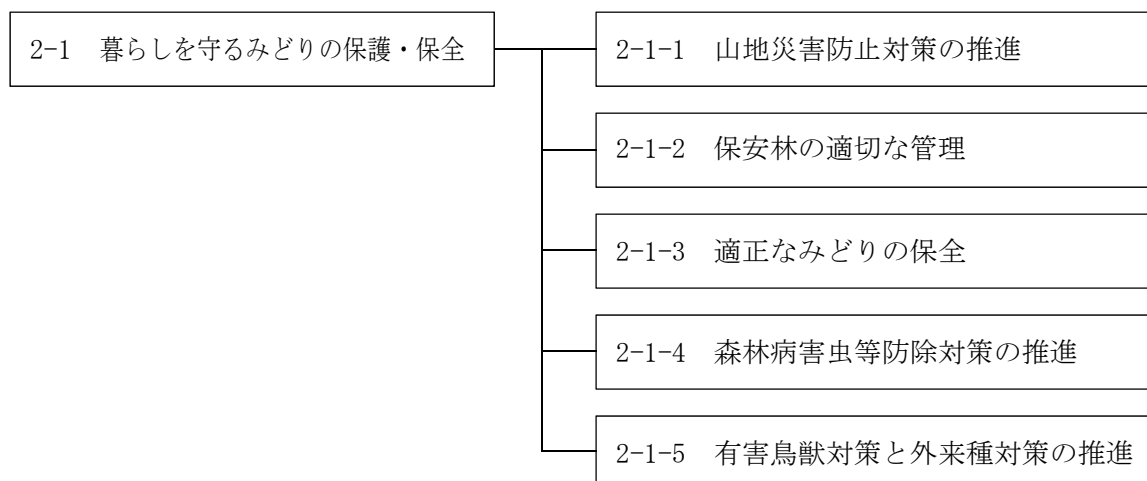 2-1 暮らしを守るみどりの保護・保全
2-1-1 山地災害防止対策の推進
2-1-2 保安林の適切な管理
2-1-3 適正なみどりの保全
2-1-4 森林病害虫等防除対策の推進
2-1-5 有害鳥獣対策と外来種対策の推進